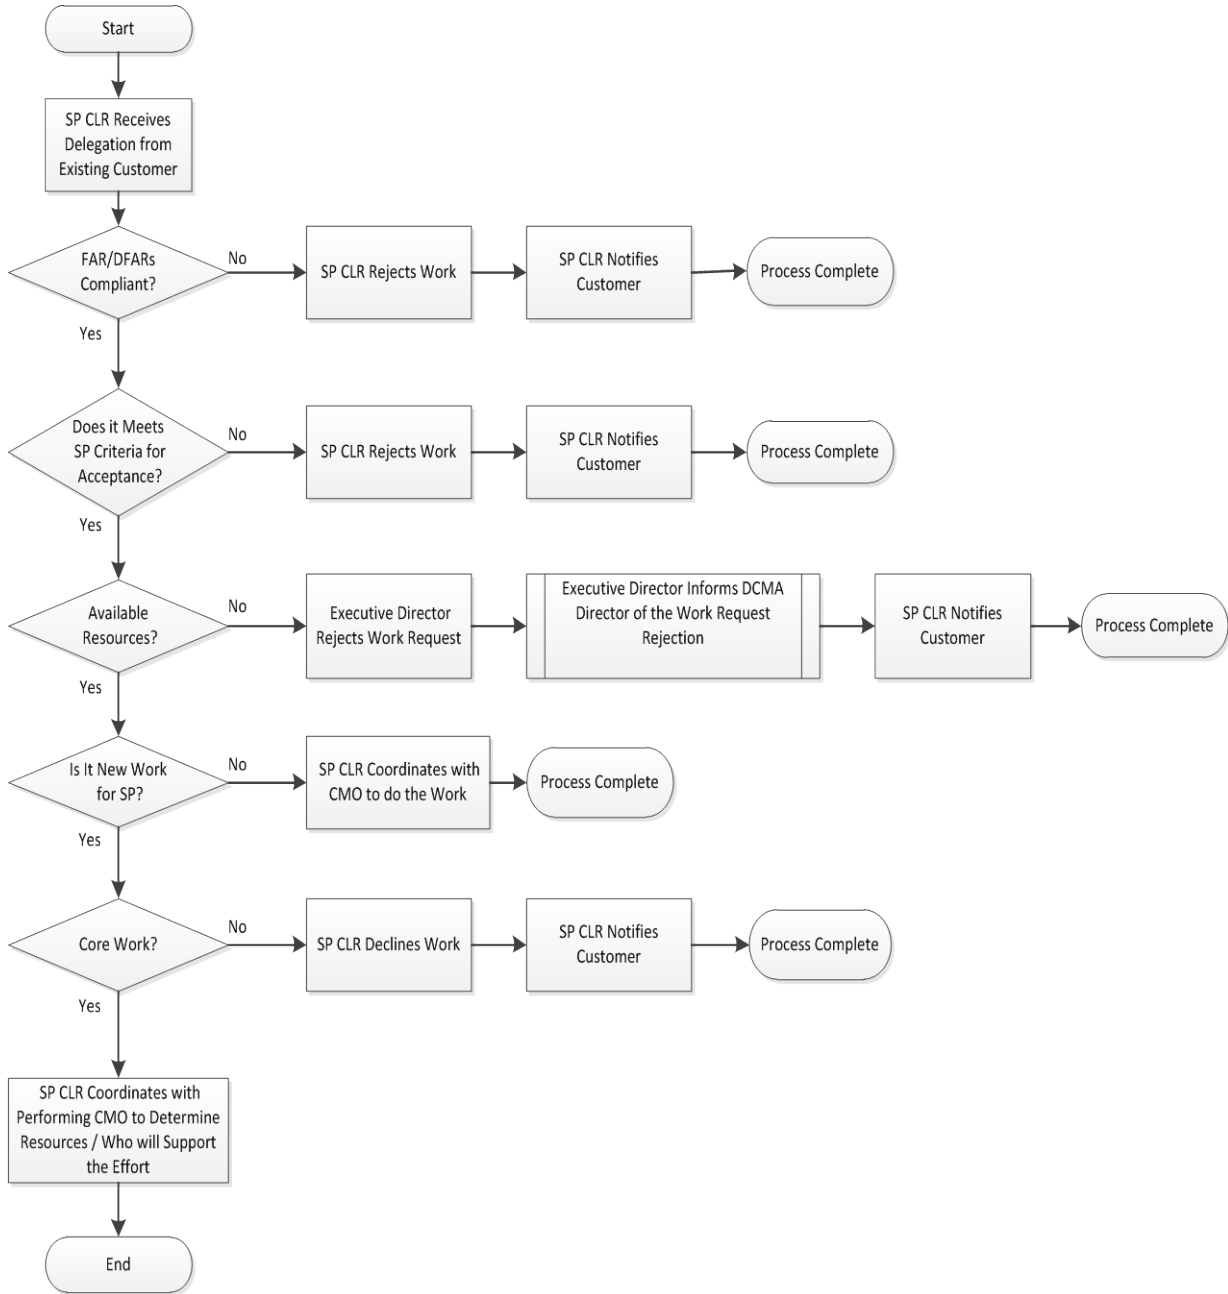 Start
SP CLR Receives
Delegation from
Existing Customer
FAR/DFARs
Compliant?
No
SP CLR Rejects Work
SP CLR Notifies
Customer
Process Complete
Yes
Does it Meets
SP Criteria for
Acceptance?
No
SP CLR Rejects Work
SP CLR Notifies
Customer
Process Complete
Yes
Available
Resources?
No
Executive Director
Rejects Work Request
Executive Director Informs DCMA
Director of the Work Request
Rejection
SP CLR Notifies
Customer
Process Complete
Yes
Is It New Work
for SP?
No
SP CLR Coordinates with
CMO to do the Work
Process Complete
Yes
Core Work?
No
SP CLR Declines Work
SP CLR Notifies
Customer
Process Complete
Yes
SP CLR Coordinates with
Performing CMO to Determine
Resources / Who will Support
the Effort
End